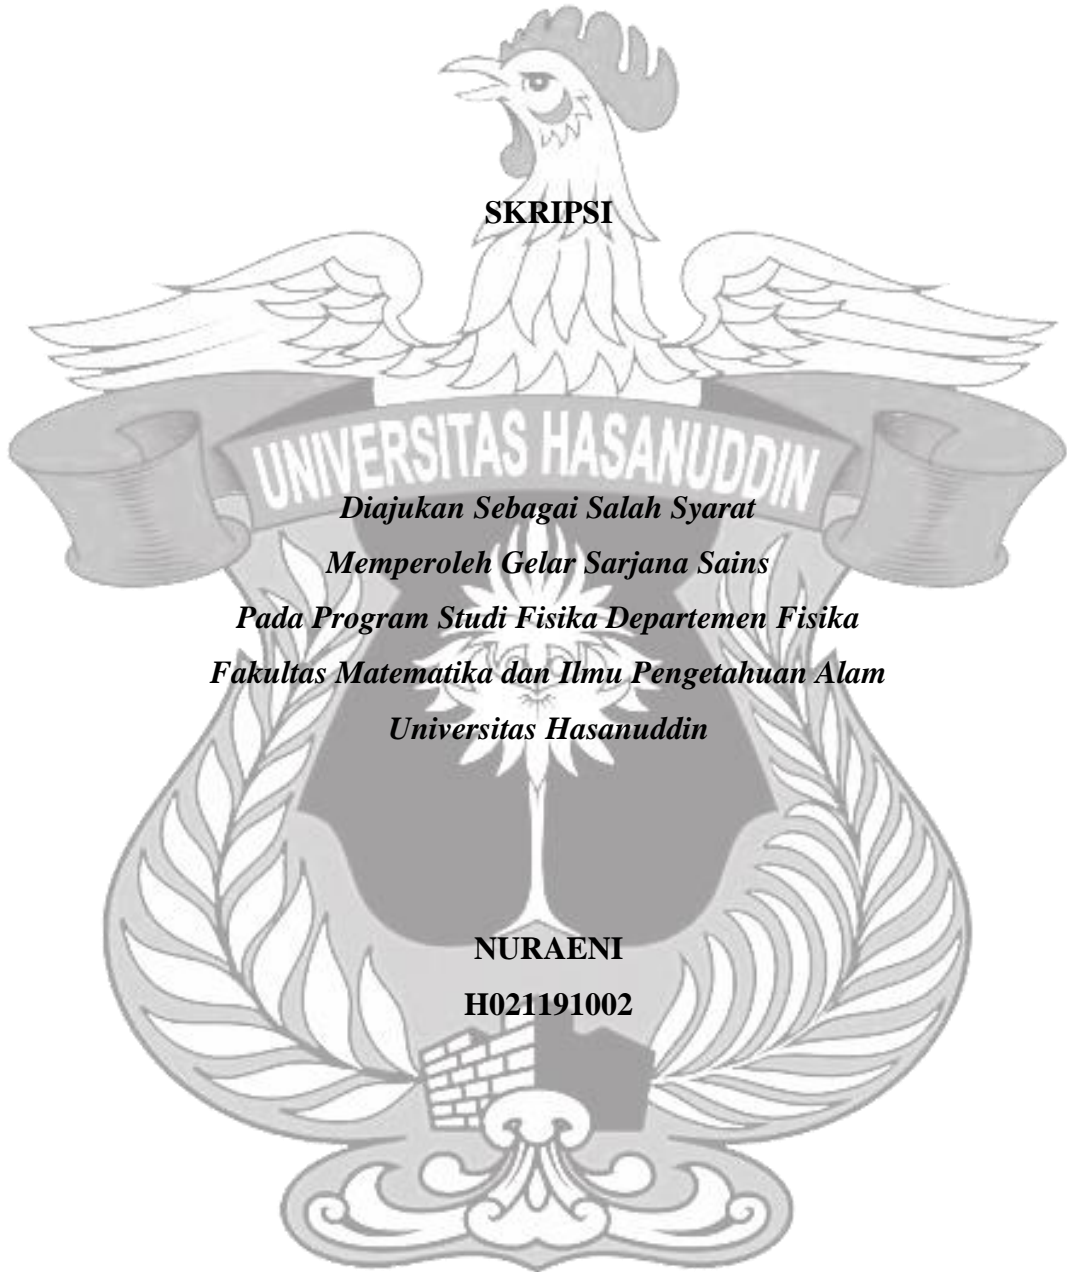 SKRIPSI
UNIVERSITAS HASANUDDIN
Diajukan Sebagai Salah Syarat
Memperoleh Gelar Sarjana Sains
Pada Program Studi Fisika Departemen Fisika
Fakultas Matematika dan Ilmu Pengetahuan Alam
Universitas Hasanuddin
NURAENI
H021191002